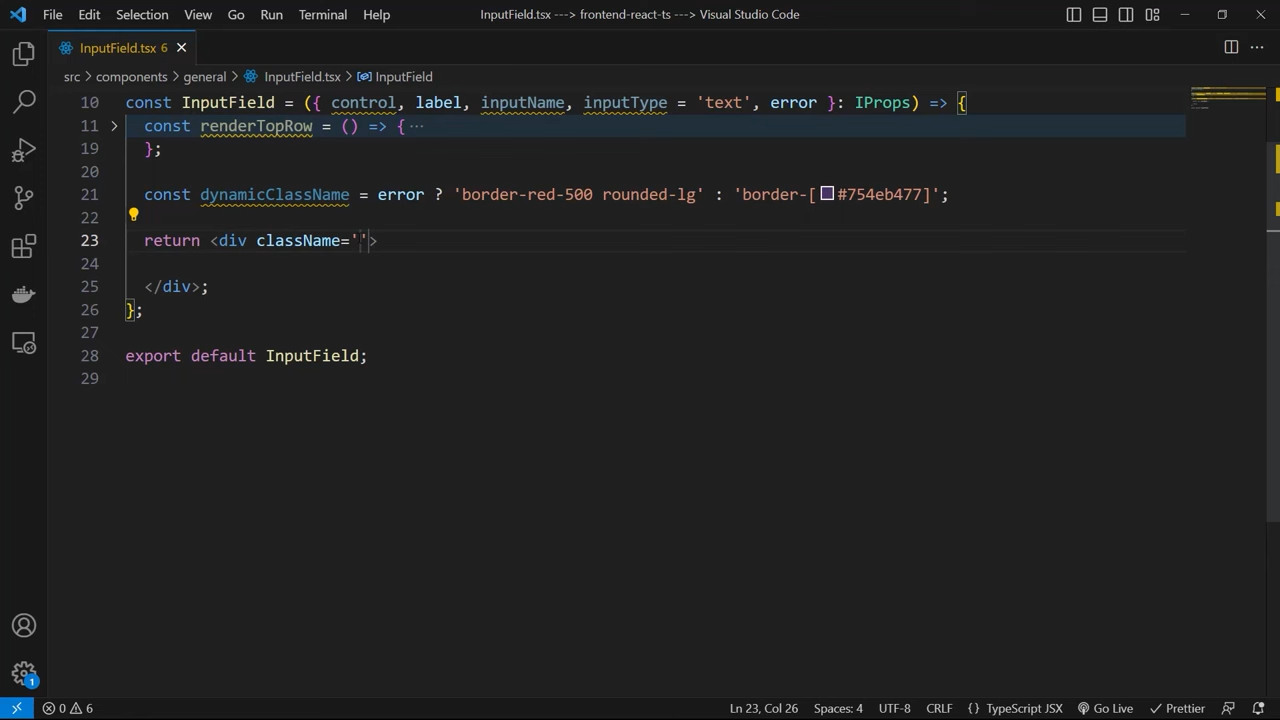 File Edit Selection View Go Run Terminal Help InputField.tsx ---> frontend-react-ts ---> Visual Studio Code
InputField.tsx 6
src > components > general > InputField.tsx > InputField
10 const InputField = ({ control, label, inputName, inputType = 'text', error }: IProps) => {
11 const renderTopRow = () => { ···
19 };
20
21 const dynamicClassName = error ? 'border-red-500 rounded-lg' : 'border-[#754eb477]';
22
23 return <div className=''>
24
25 </div>;
26 };
27
28 export default InputField;
29
1
0 6 Ln 23, Col 26 Spaces: 4 UTF-8 CRLF { } TypeScript JSX Go Live Prettier